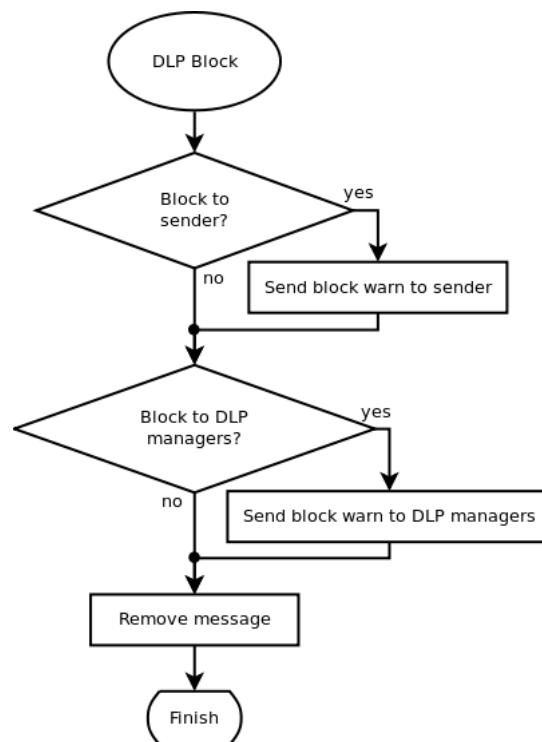 DLP Block
Block to
sender?
yes
no
Send block warn to sender
Block to DLP
managers?
yes
no
Send block warn to DLP managers
Remove message
Finish